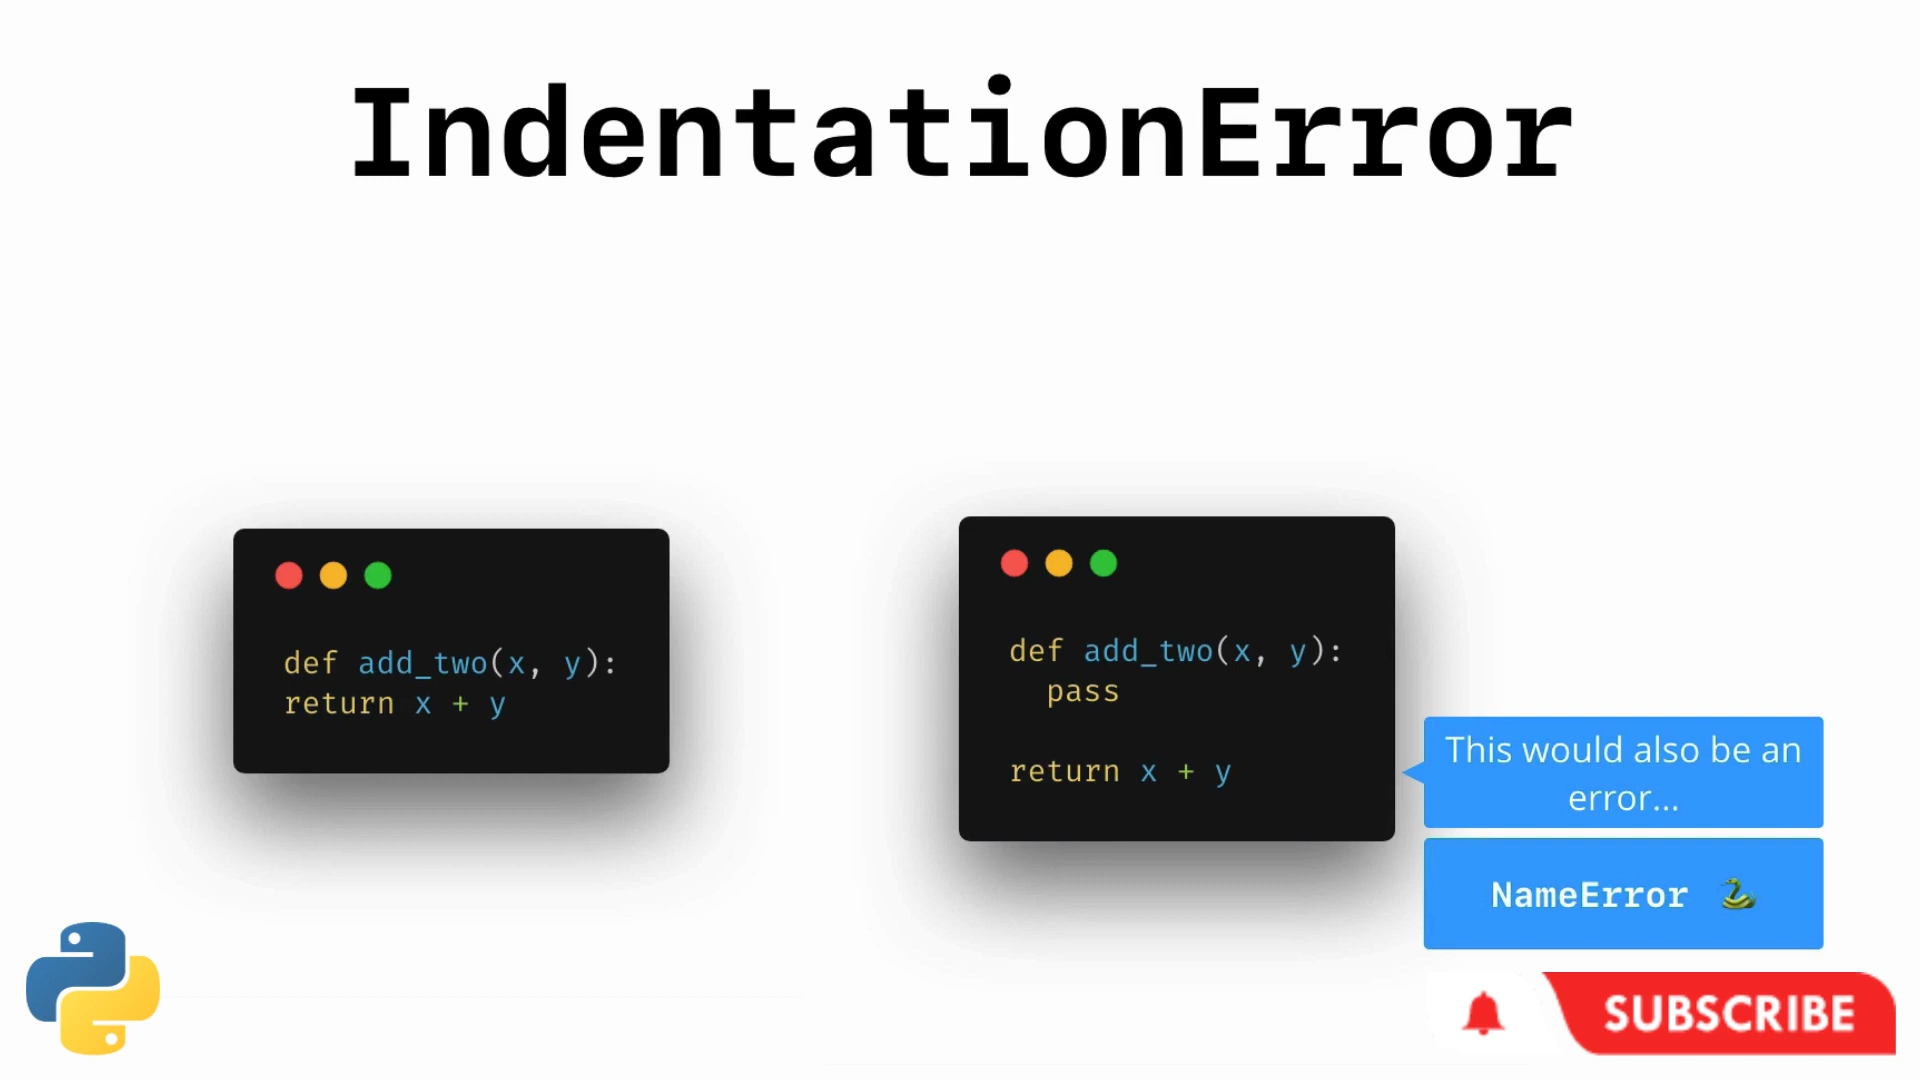 IndentationError
def add_two(x, y):
return x + y
def add_two(x, y):
  pass
return x + y
This would also be an
error...
NameError 🐍
SUBSCRIBE